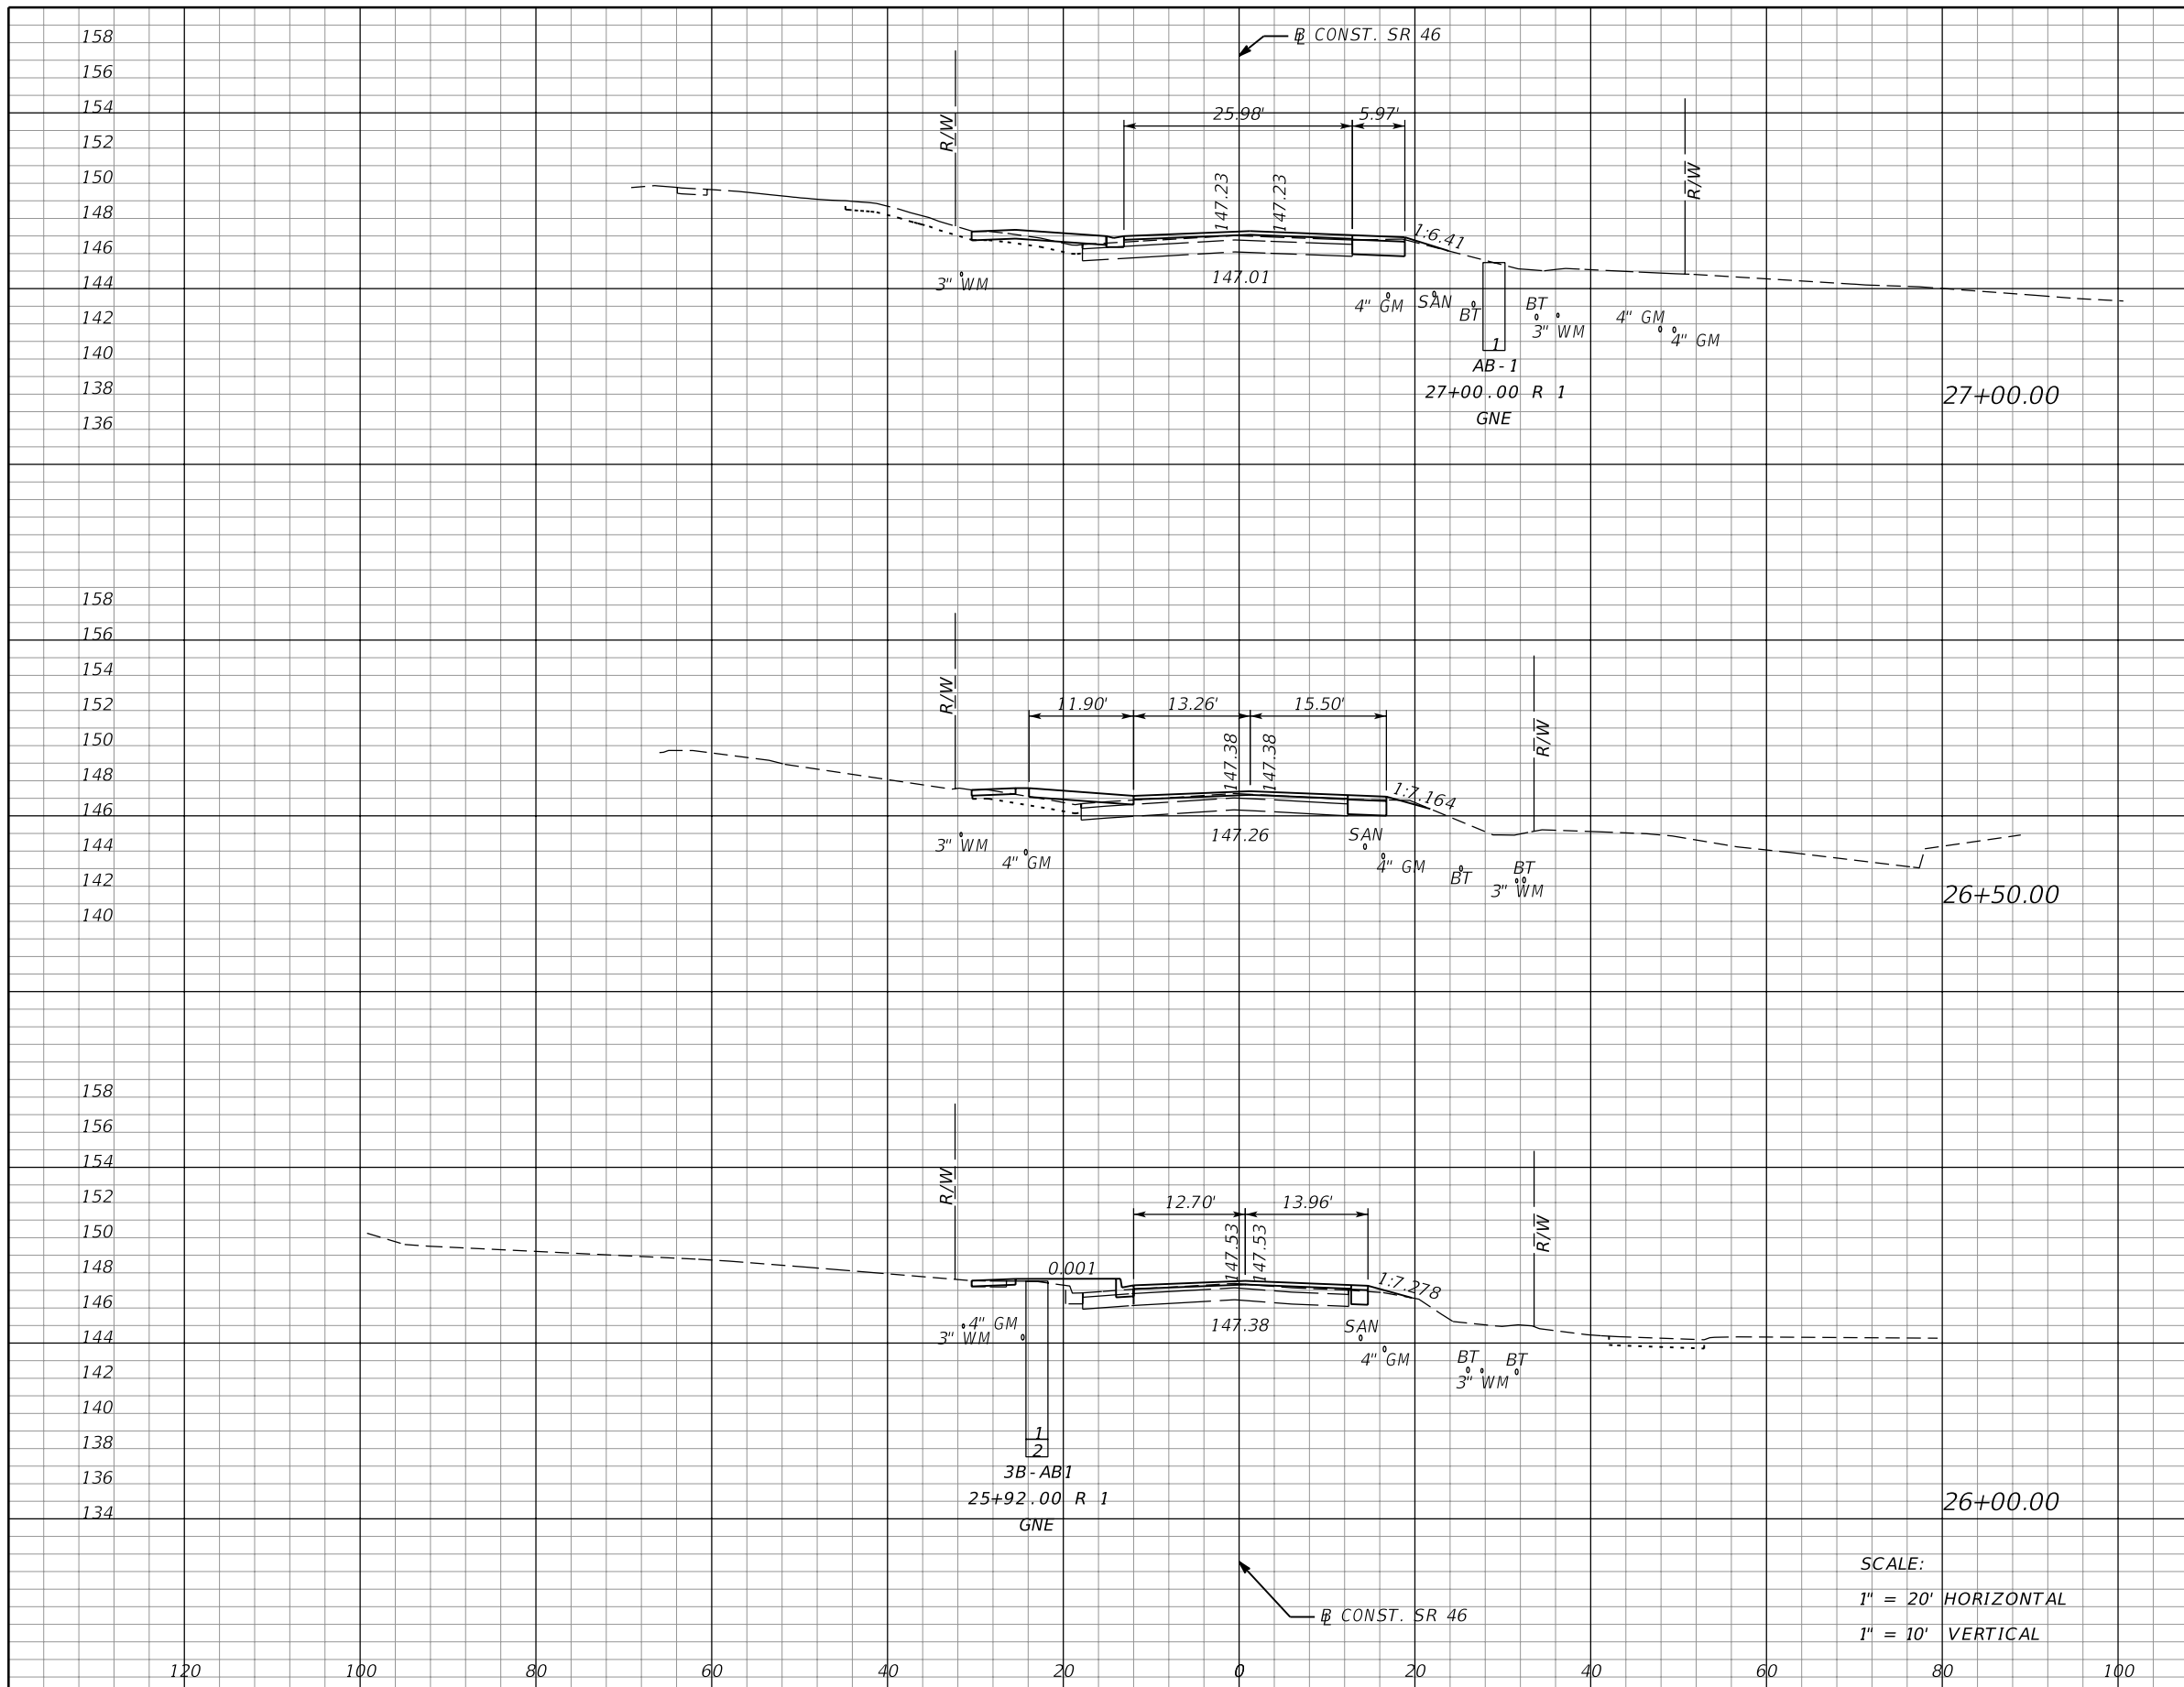 158
156
154
152
150
148
146
144
142
140
138
136
℄ CONST. SR 46
R/W
25.98'
5.97'
R/W
147.23
147.23
1:6.41
147.01
3" WM
4" GM
SAN
BT
BT
3" WM
4" GM
4" GM
1
AB-1
27+00.00 R 1
GNE
27+00.00
158
156
154
152
150
148
146
144
142
140
R/W
11.90'
13.26'
15.50'
R/W
147.38
147.38
1:7.164
147.26
3" WM
4" GM
SAN
4" GM
BT
BT
3" WM
26+50.00
158
156
154
152
150
148
146
144
142
140
138
136
134
R/W
12.70'
13.96'
R/W
147.53
147.53
0.001
1:7.278
147.38
4" GM
3" WM
SAN
4" GM
BT
BT
3" WM
1
2
3B-AB1
25+92.00 R 1
GNE
26+00.00
℄ CONST. SR 46
SCALE:
1" = 20' HORIZONTAL
1" = 10' VERTICAL
120 100 80 60 40 20 0 20 40 60 80 100